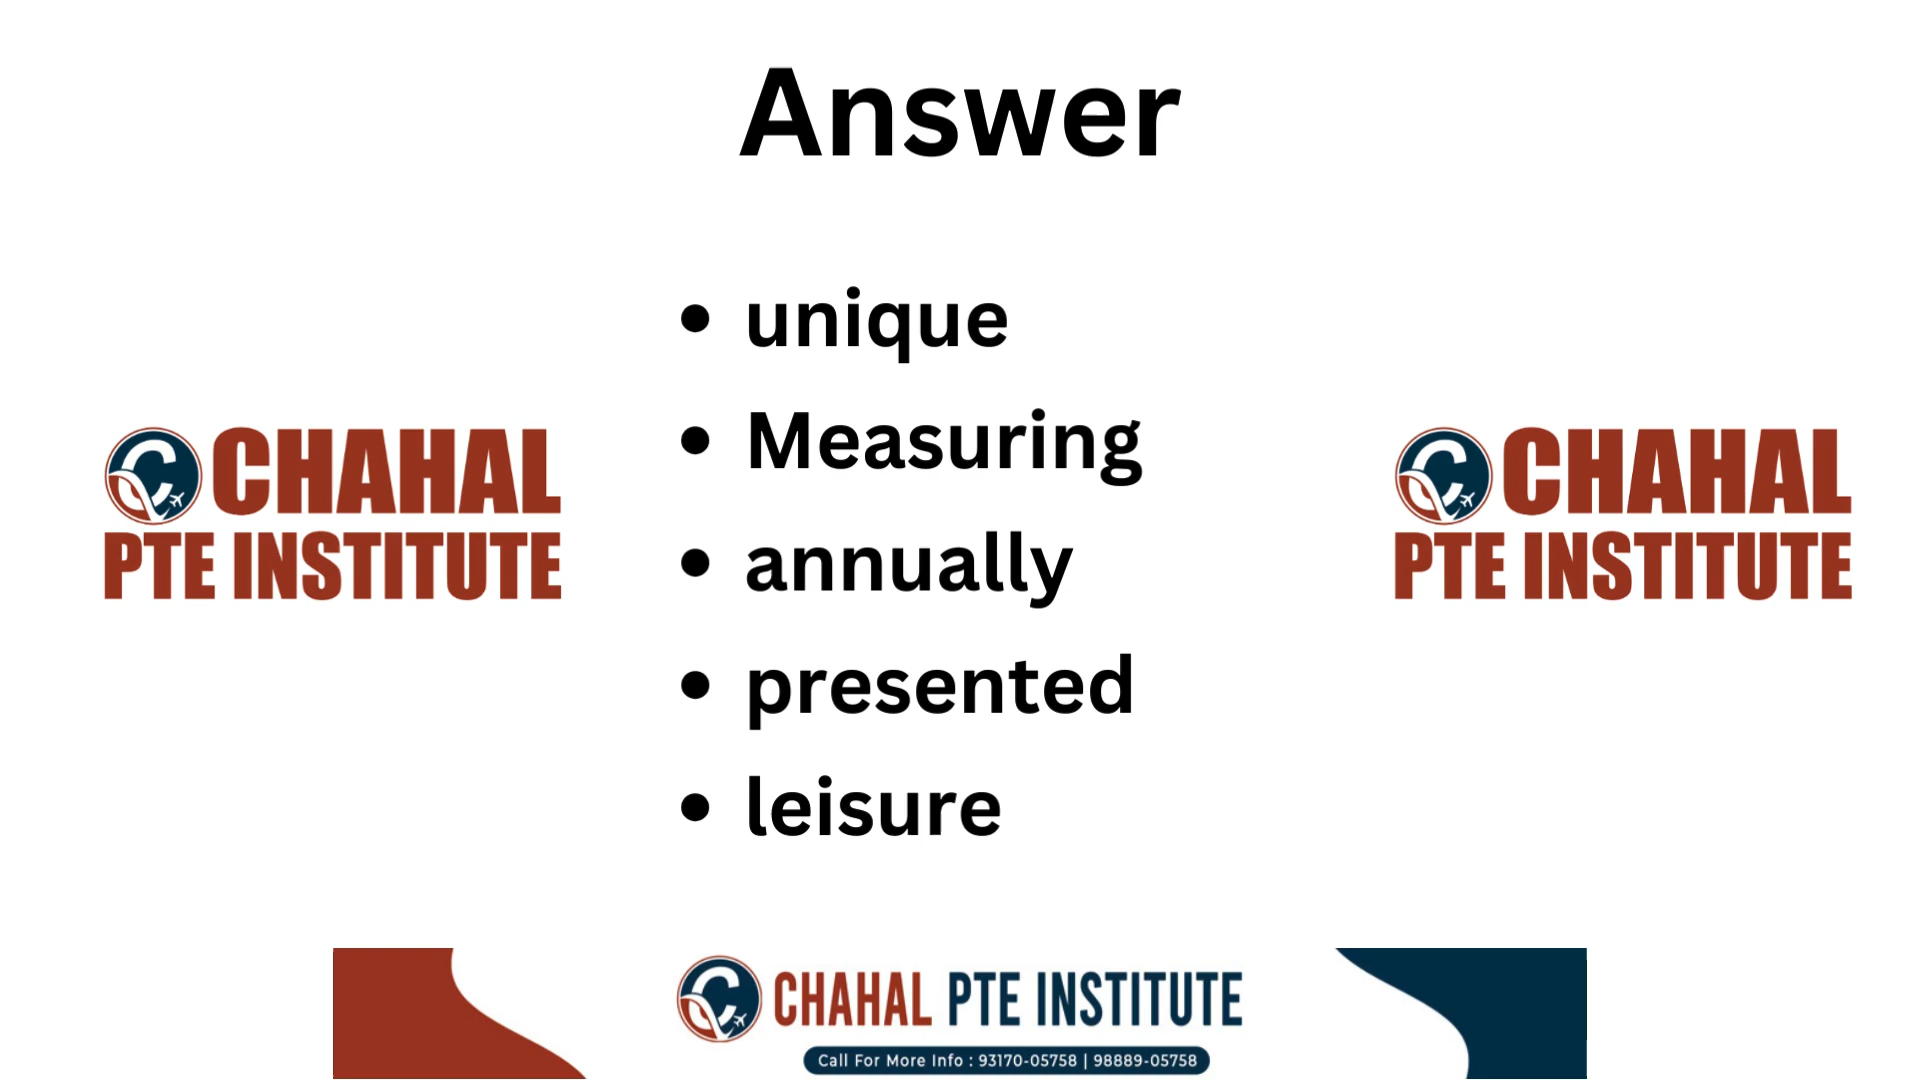 Answer
• unique
• Measuring
• annually
• presented
• leisure
CHAHAL
PTE INSTITUTE
CHAHAL
PTE INSTITUTE
CHAHAL PTE INSTITUTE
Call For More Info : 93170-05758 | 98889-05758